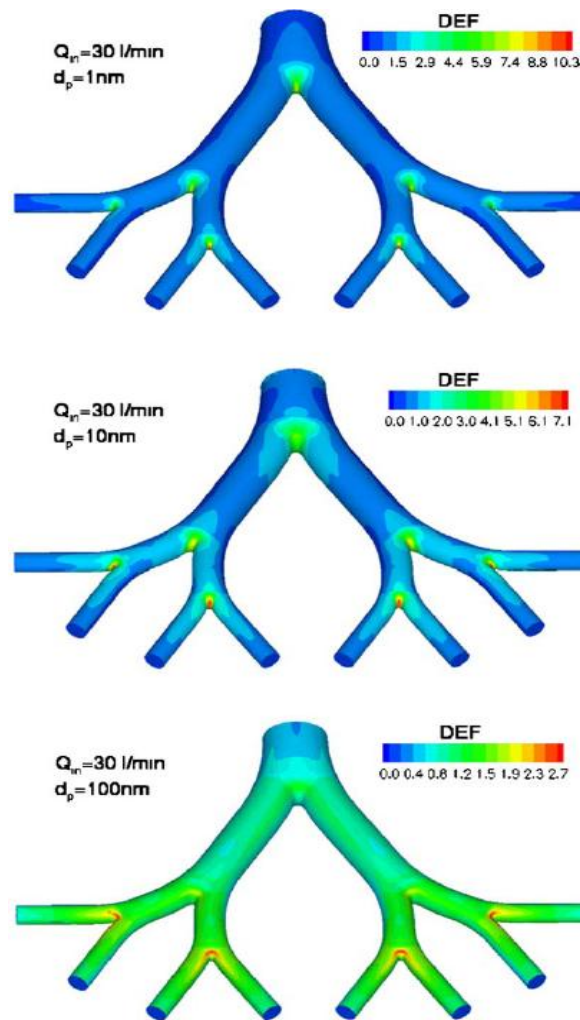 DEF
Q_in=30 l/min
d_p=1nm
0.0 1.5 2.9 4.4 5.9 7.4 8.8 10.3
DEF
Q_in=30 l/min
d_p=10nm
0.0 1.0 2.0 3.0 4.1 5.1 6.1 7.1
DEF
Q_in=30 l/min
d_p=100nm
0.0 0.4 0.8 1.2 1.5 1.9 2.3 2.7